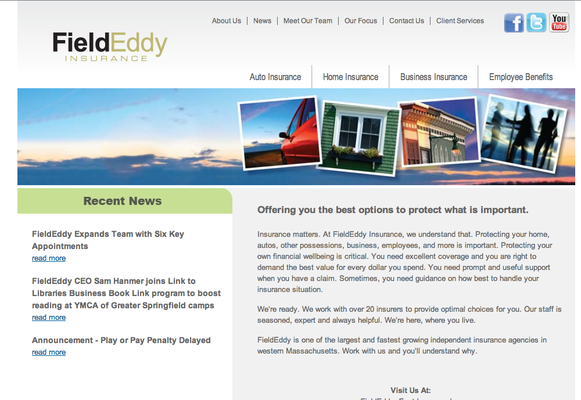 About Us | News | Meet Our Team | Our Focus | Contact Us | Client Services
You Tube
FieldEddy
INSURANCE
Auto Insurance | Home Insurance | Business Insurance | Employee Benefits
Recent News
FieldEddy Expands Team with Six Key
Appointments
read more
FieldEddy CEO Sam Hanmer joins Link to
Libraries Business Book Link program to boost
reading at YMCA of Greater Springfield camps
read more
Announcement - Play or Pay Penalty Delayed
read more
Offering you the best options to protect what is important.
Insurance matters. At FieldEddy Insurance, we understand that. Protecting your home,
autos, other possessions, business, employees, and more is important. Protecting your
own financial wellbeing is critical. You need excellent coverage and you are right to
demand the best value for every dollar you spend. You need prompt and useful support
when you have a claim. Sometimes, you need guidance on how best to handle your
insurance situation.
We're ready. We work with over 20 insurers to provide optimal choices for you. Our staff is
seasoned, expert and always helpful. We're here, where you live.
FieldEddy is one of the largest and fastest growing independent insurance agencies in
western Massachusetts. Work with us and you'll understand why.
Visit Us At: